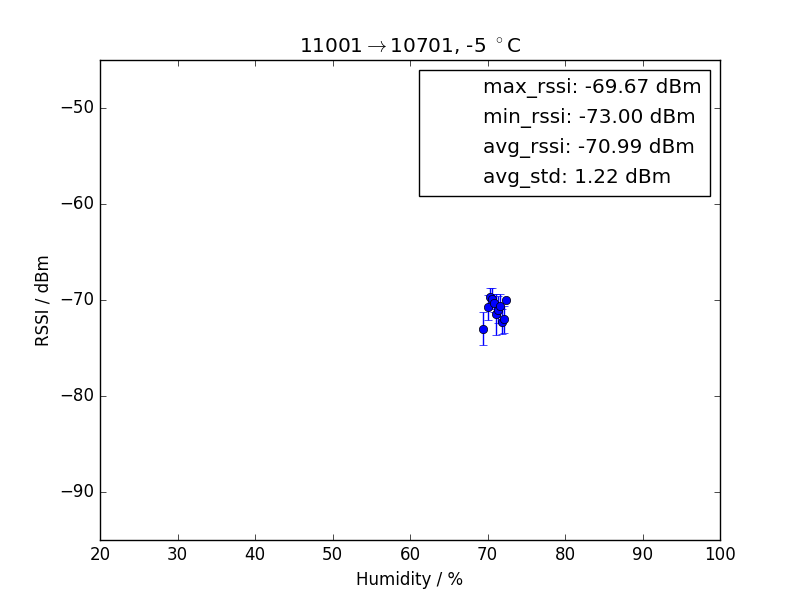 11001→10701, -5 °C
max_rssi: -69.67 dBm
min_rssi: -73.00 dBm
avg_rssi: -70.99 dBm
avg_std: 1.22 dBm
RSSI / dBm
−50
−60
−70
−80
−90
20 30 40 50 60 70 80 90 100
Humidity / %